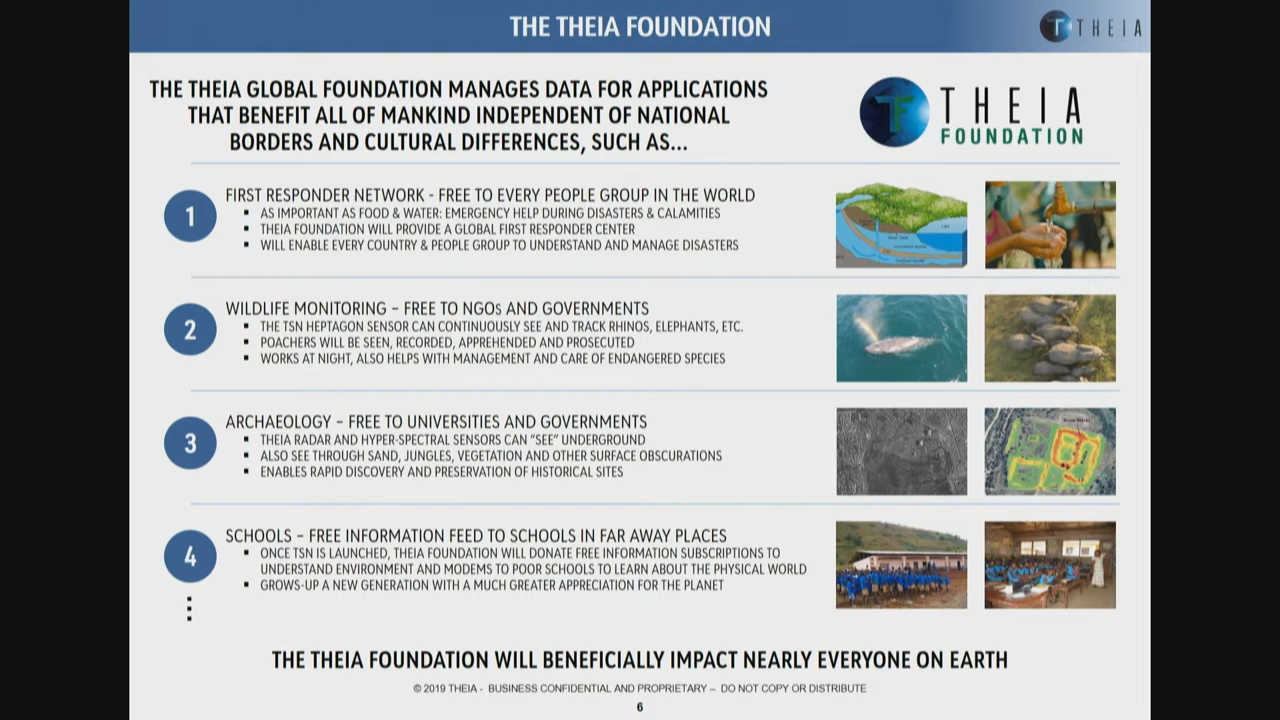 THE THEIA FOUNDATION
THEIA
THE THEIA GLOBAL FOUNDATION MANAGES DATA FOR APPLICATIONS
THAT BENEFIT ALL OF MANKIND INDEPENDENT OF NATIONAL
BORDERS AND CULTURAL DIFFERENCES, SUCH AS...
TF THEIA
FOUNDATION
1
FIRST RESPONDER NETWORK - FREE TO EVERY PEOPLE GROUP IN THE WORLD
▪ AS IMPORTANT AS FOOD & WATER: EMERGENCY HELP DURING DISASTERS & CALAMITIES
▪ THEIA FOUNDATION WILL PROVIDE A GLOBAL FIRST RESPONDER CENTER
▪ WILL ENABLE EVERY COUNTRY & PEOPLE GROUP TO UNDERSTAND AND MANAGE DISASTERS
2
WILDLIFE MONITORING – FREE TO NGOs AND GOVERNMENTS
▪ THE TSN HEPTAGON SENSOR CAN CONTINUOUSLY SEE AND TRACK RHINOS, ELEPHANTS, ETC.
▪ POACHERS WILL BE SEEN, RECORDED, APPREHENDED AND PROSECUTED
▪ WORKS AT NIGHT, ALSO HELPS WITH MANAGEMENT AND CARE OF ENDANGERED SPECIES
3
ARCHAEOLOGY – FREE TO UNIVERSITIES AND GOVERNMENTS
▪ THEIA RADAR AND HYPER-SPECTRAL SENSORS CAN “SEE” UNDERGROUND
▪ ALSO SEE THROUGH SAND, JUNGLES, VEGETATION AND OTHER SURFACE OBSCURATIONS
▪ ENABLES RAPID DISCOVERY AND PRESERVATION OF HISTORICAL SITES
4
SCHOOLS – FREE INFORMATION FEED TO SCHOOLS IN FAR AWAY PLACES
▪ ONCE TSN IS LAUNCHED, THEIA FOUNDATION WILL DONATE FREE INFORMATION SUBSCRIPTIONS TO
UNDERSTAND ENVIRONMENT AND MODEMS TO POOR SCHOOLS TO LEARN ABOUT THE PHYSICAL WORLD
▪ GROWS-UP A NEW GENERATION WITH A MUCH GREATER APPRECIATION FOR THE PLANET
THE THEIA FOUNDATION WILL BENEFICIALLY IMPACT NEARLY EVERYONE ON EARTH
© 2019 THEIA - BUSINESS CONFIDENTIAL AND PROPRIETARY – DO NOT COPY OR DISTRIBUTE
6